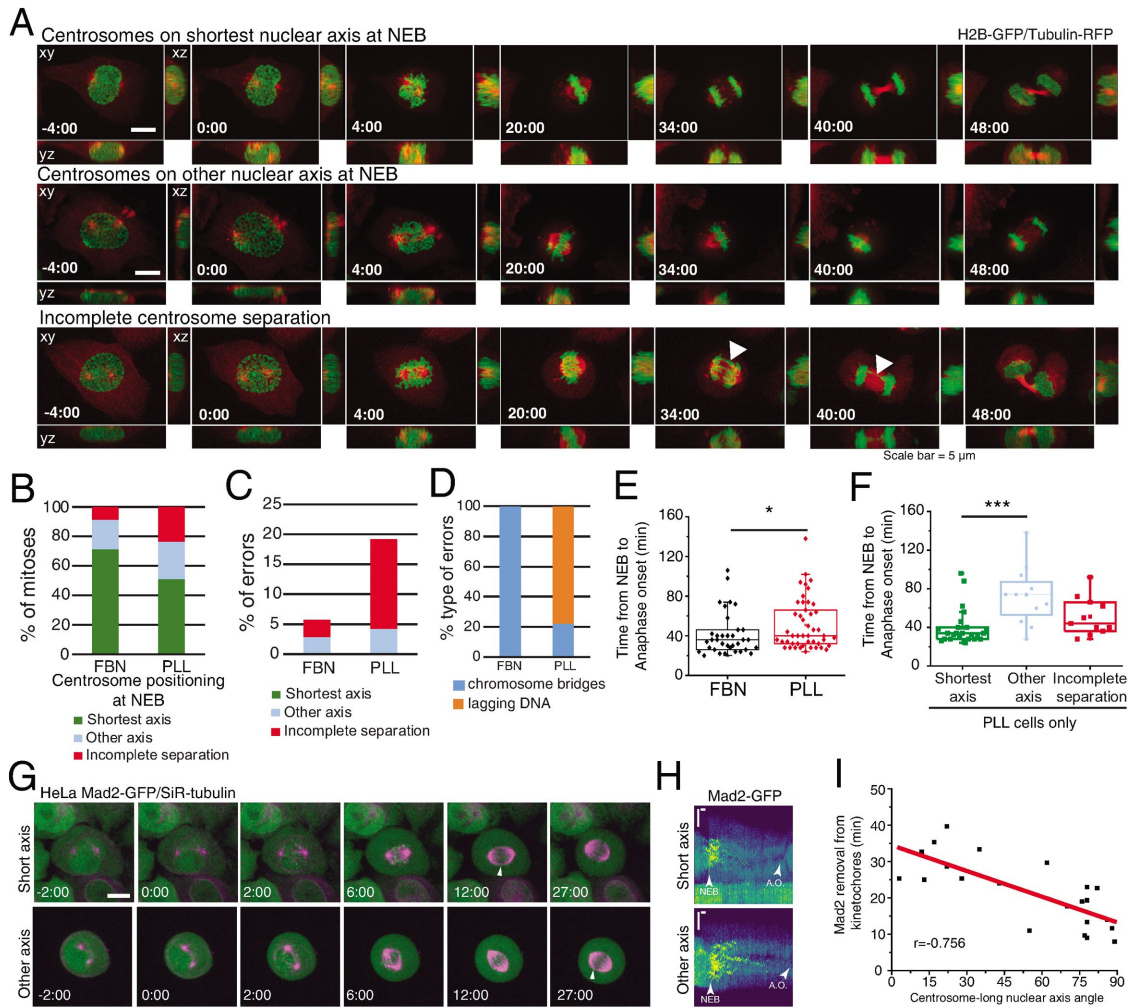 A
Centrosomes on shortest nuclear axis at NEB
H2B-GFP/Tubulin-RFP
xy
xz
-4:00
0:00
4:00
20:00
34:00
40:00
48:00
yz
Centrosomes on other nuclear axis at NEB
xy
xz
-4:00
0:00
4:00
20:00
34:00
40:00
48:00
yz
Incomplete centrosome separation
xy
xz
-4:00
0:00
4:00
20:00
34:00
40:00
48:00
yz
Scale bar = 5 µm
B
% of mitoses
100
80
60
40
20
0
FBN PLL
Centrosome positioning
at NEB
Shortest axis
Other axis
Incomplete separation
C
% of errors
25
20
15
10
5
0
FBN PLL
Shortest axis
Other axis
Incomplete separation
D
% type of errors
100
80
60
40
20
0
FBN PLL
chromosome bridges
lagging DNA
E
Time from NEB to
Anaphase onset (min)
160
120
80
40
0
*
FBN PLL
F
Time from NEB to
Anaphase onset (min)
160
120
80
40
0
***
Shortest
axis
Other
axis
Incomplete
separation
PLL cells only
G
HeLa Mad2-GFP/SiR-tubulin
Short axis
-2:00
0:00
2:00
6:00
12:00
27:00
Other axis
-2:00
0:00
2:00
6:00
12:00
27:00
H
Mad2-GFP
Short axis
NEB
A.O.
Other axis
NEB
A.O.
I
Mad2 removal from
kinetochores (min)
50
40
30
20
10
0
r=-0.756
0 15 30 45 60 75 90
Centrosome-long nuclear axis angle